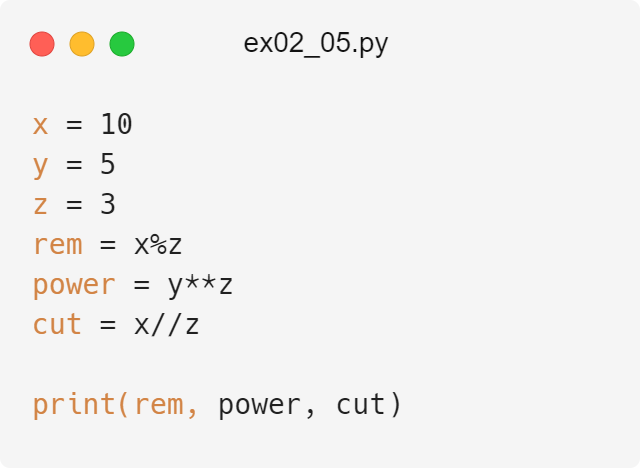 ex02_05.py
x = 10
y = 5
z = 3
rem = x%z
power = y**z
cut = x//z
print(rem, power, cut)